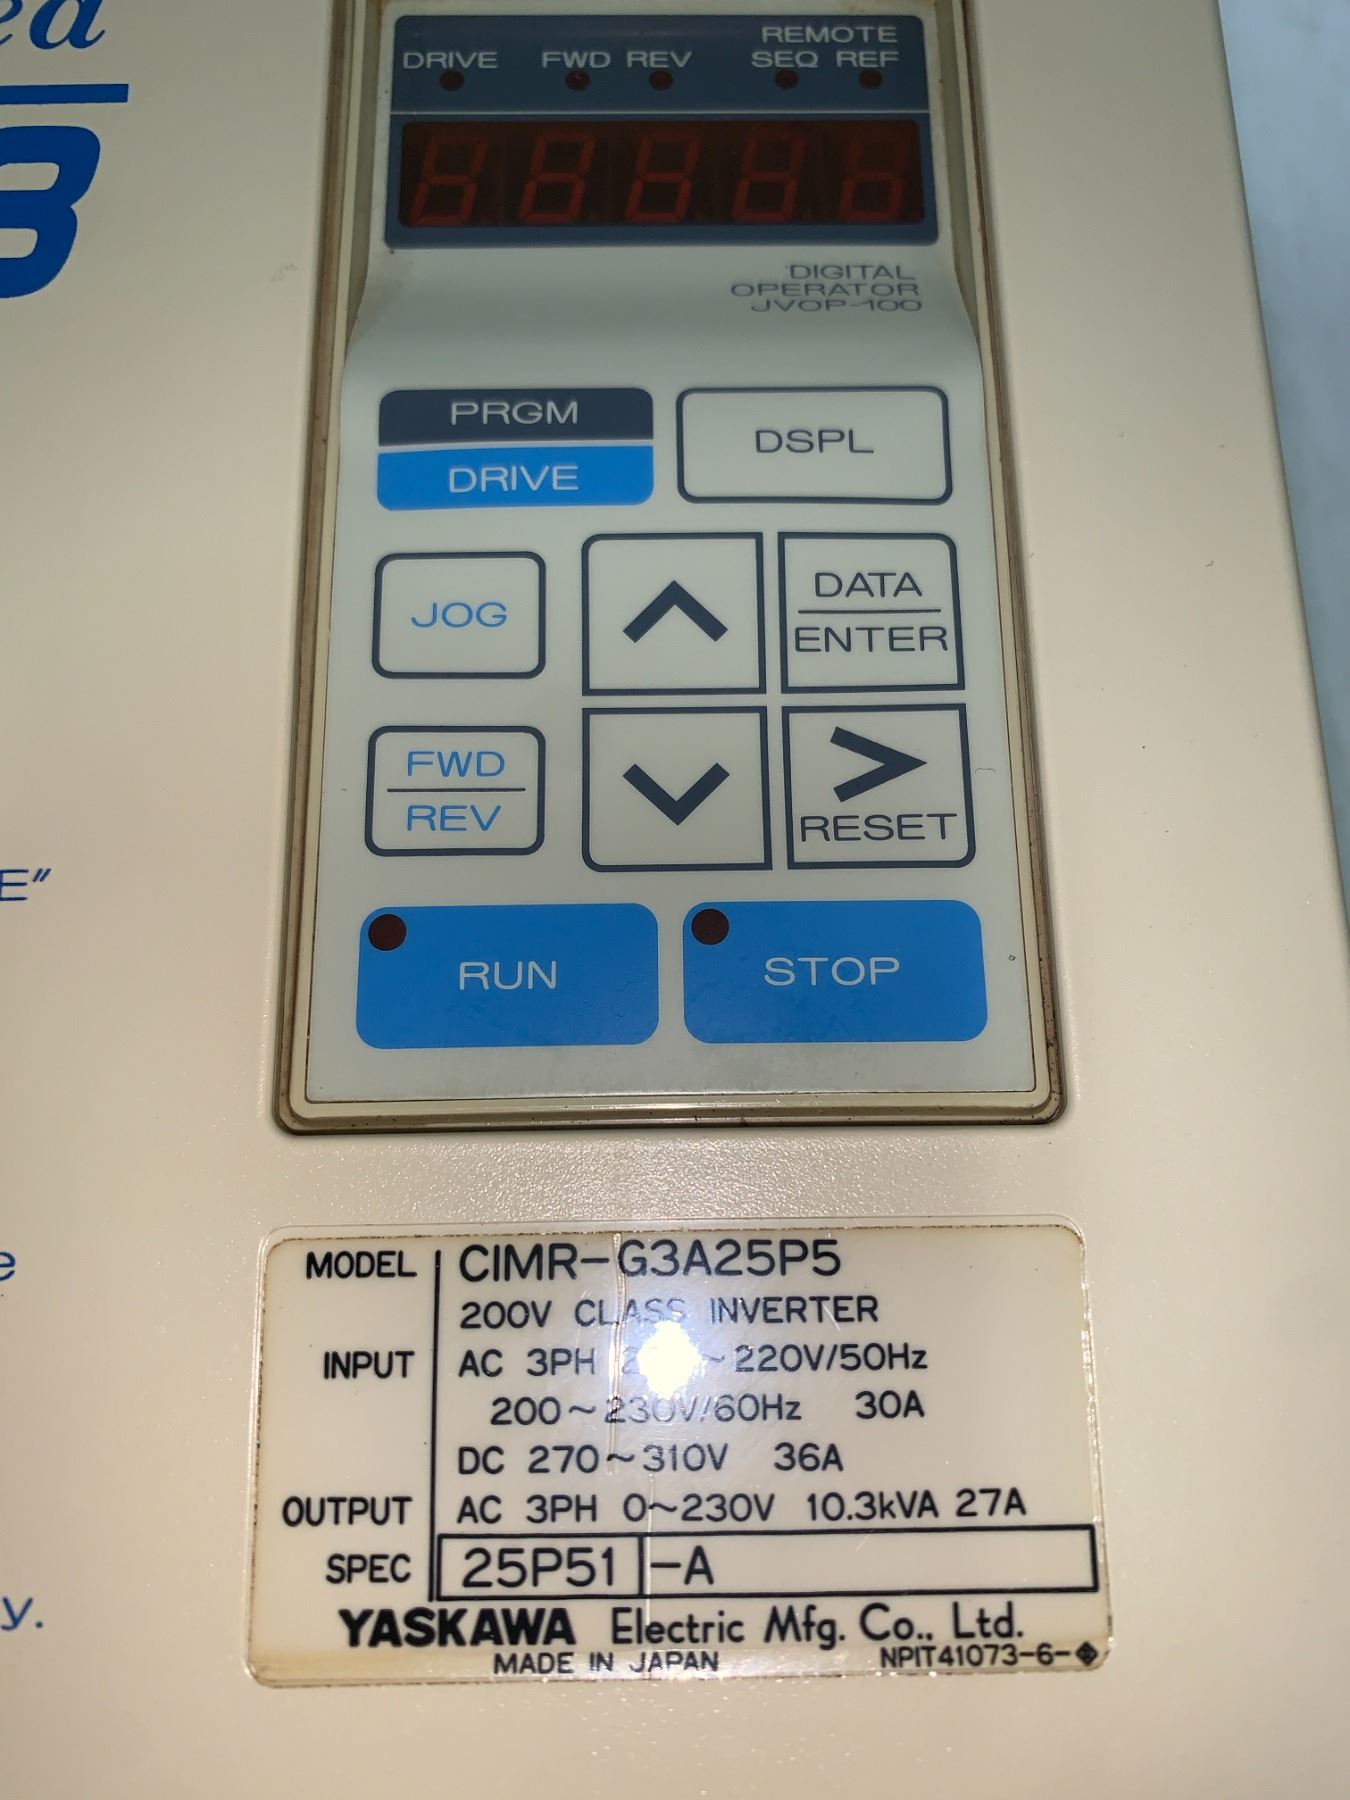 ed
3
REMOTE
DRIVE FWD REV SEQ REF
DIGITAL
OPERATOR
JVOP-100
PRGM
DRIVE
DSPL
JOG
DATA
ENTER
FWD
REV
RESET
E”
RUN
STOP
e
MODEL CIMR-G3A25P5
200V CLASS INVERTER
INPUT AC 3PH ~ 220V/50Hz
200~230V/60Hz 30A
DC 270~310V 36A
OUTPUT AC 3PH 0~230V 10.3kVA 27A
SPEC 25P51 -A
y.
YASKAWA Electric Mfg. Co., Ltd.
MADE IN JAPAN NPIT41073-6-